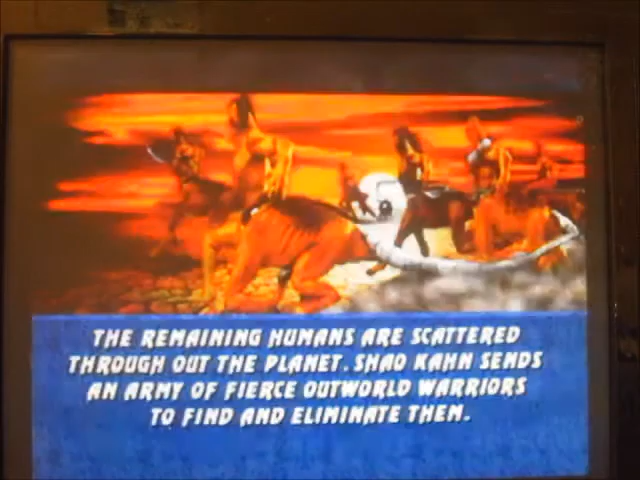 THE REMAINING HUMANS ARE SCATTERED
THROUGH OUT THE PLANET. SHAO KAHN SENDS
AN ARMY OF FIERCE OUTWORLD WARRIORS
TO FIND AND ELIMINATE THEM.